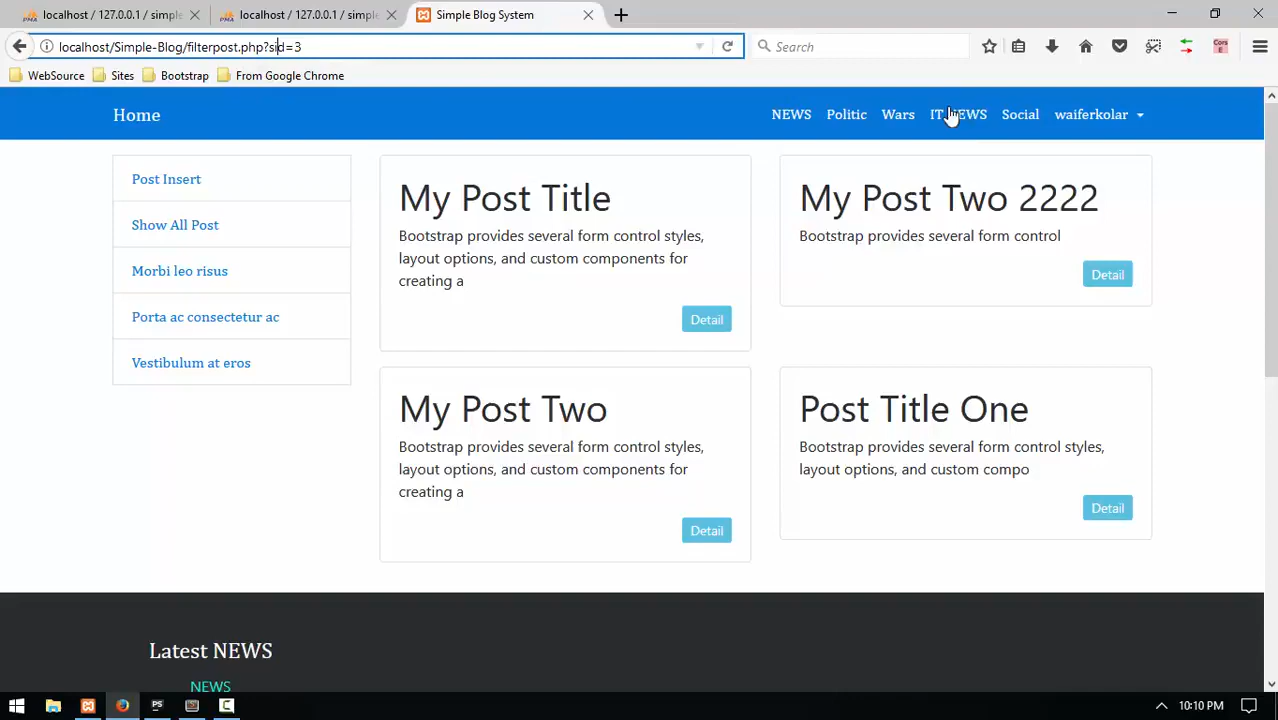 localhost / 127.0.0.1 / simple
localhost / 127.0.0.1 / simple
Simple Blog System
localhost/Simple-Blog/filterpost.php?sid=3
Search
WebSource
Sites
Bootstrap
From Google Chrome
Home
NEWS
Politic
Wars
IT NEWS
Social
waiferkolar
Post Insert
Show All Post
Morbi leo risus
Porta ac consectetur ac
Vestibulum at eros
My Post Title
Bootstrap provides several form control styles,
layout options, and custom components for
creating a
Detail
My Post Two 2222
Bootstrap provides several form control
Detail
My Post Two
Bootstrap provides several form control styles,
layout options, and custom components for
creating a
Detail
Post Title One
Bootstrap provides several form control styles,
layout options, and custom compo
Detail
Latest NEWS
NEWS
10:10 PM